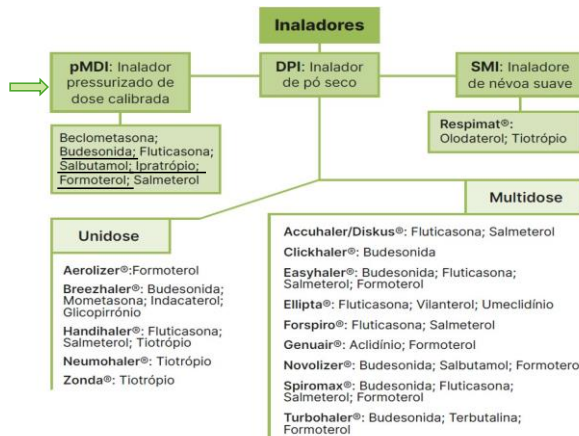 Inaladores
pMDI: Inalador
pressurizado de
dose calibrada
DPI: Inalador
de pó seco
SMI: Inaladore
de névoa suave
Beclometasona;
Budesonida; Fluticasona;
Salbutamol; Ipratrópio;
Formoterol; Salmeterol
Respimat®:
Olodaterol; Tiotrópio
Unidose
Aerolizer®:Formoterol
Breezhaler®: Budesonida;
Mometasona; Indacaterol;
Glicopirrónio
Handihaler®: Fluticasona;
Salmeterol; Tiotrópio
Neumohaler®: Tiotrópio
Zonda®: Tiotrópio
Multidose
Accuhaler/Diskus®: Fluticasona; Salmeterol
Clickhaler®: Budesonida
Easyhaler®: Budesonida; Fluticasona;
Salmeterol; Formoterol
Ellipta®: Fluticasona; Vilanterol; Umeclidínio
Forspiro®: Fluticasona; Salmeterol
Genuair®: Aclidínio; Formoterol
Novolizer®: Budesonida; Salbutamol; Formoterol
Spiromax®: Budesonida; Fluticasona;
Salmeterol; Formoterol
Turbohaler®: Budesonida; Terbutalina;
Formoterol